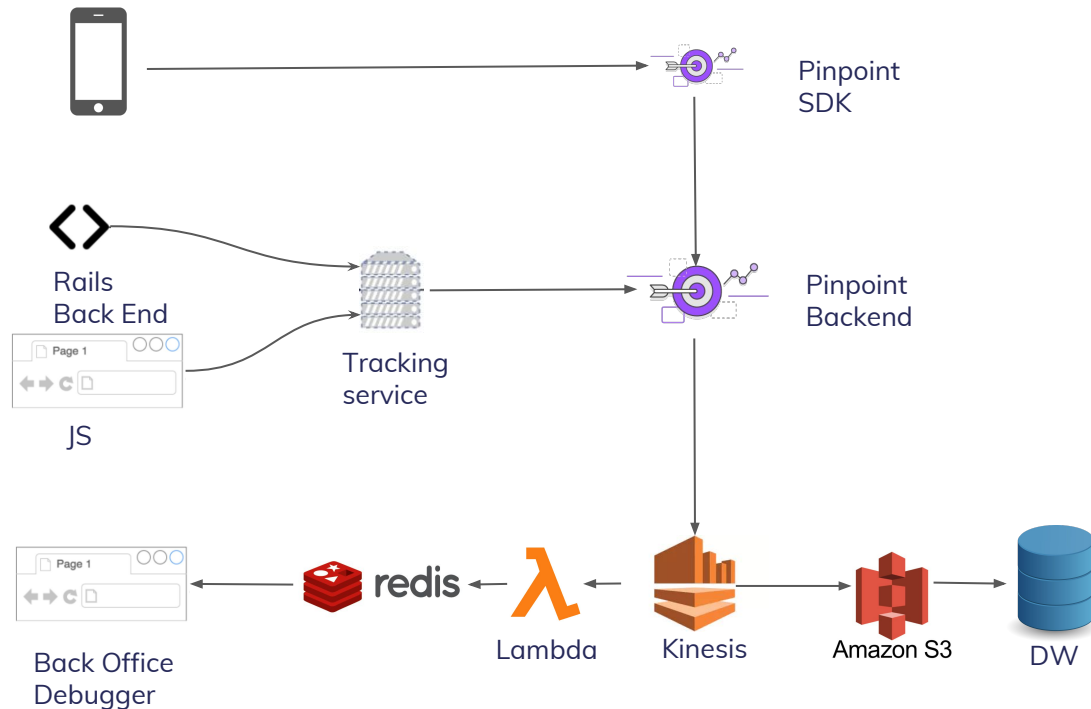 Pinpoint
SDK
Rails
Back End
Pinpoint
Backend
Page 1
Tracking
service
JS
Page 1
redis
Lambda
Kinesis
Amazon S3
DW
Back Office
Debugger